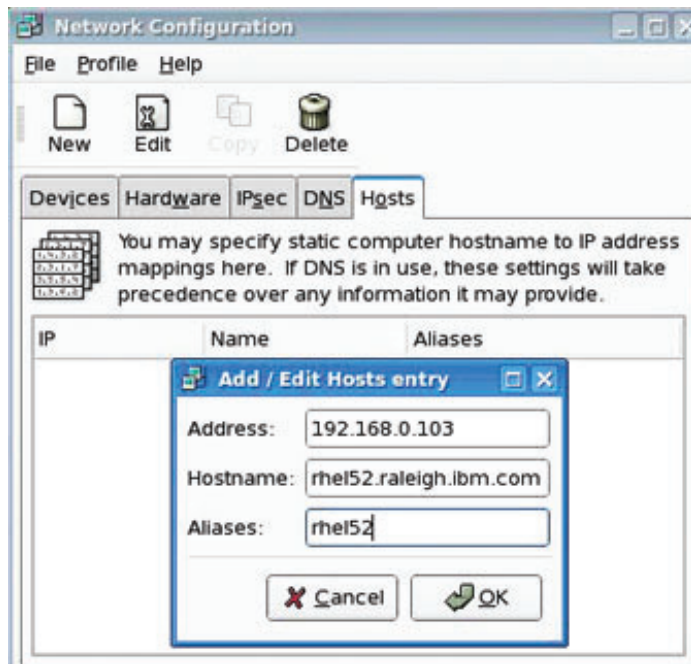 Network Configuration
File Profile Help
New Edit Copy Delete
Devices Hardware IPsec DNS Hosts
You may specify static computer hostname to IP address
mappings here. If DNS is in use, these settings will take
precedence over any information it may provide.
IP Name Aliases
Add / Edit Hosts entry
Address: 192.168.0.103
Hostname: rhel52.raleigh.ibm.com
Aliases: rhel52
Cancel OK